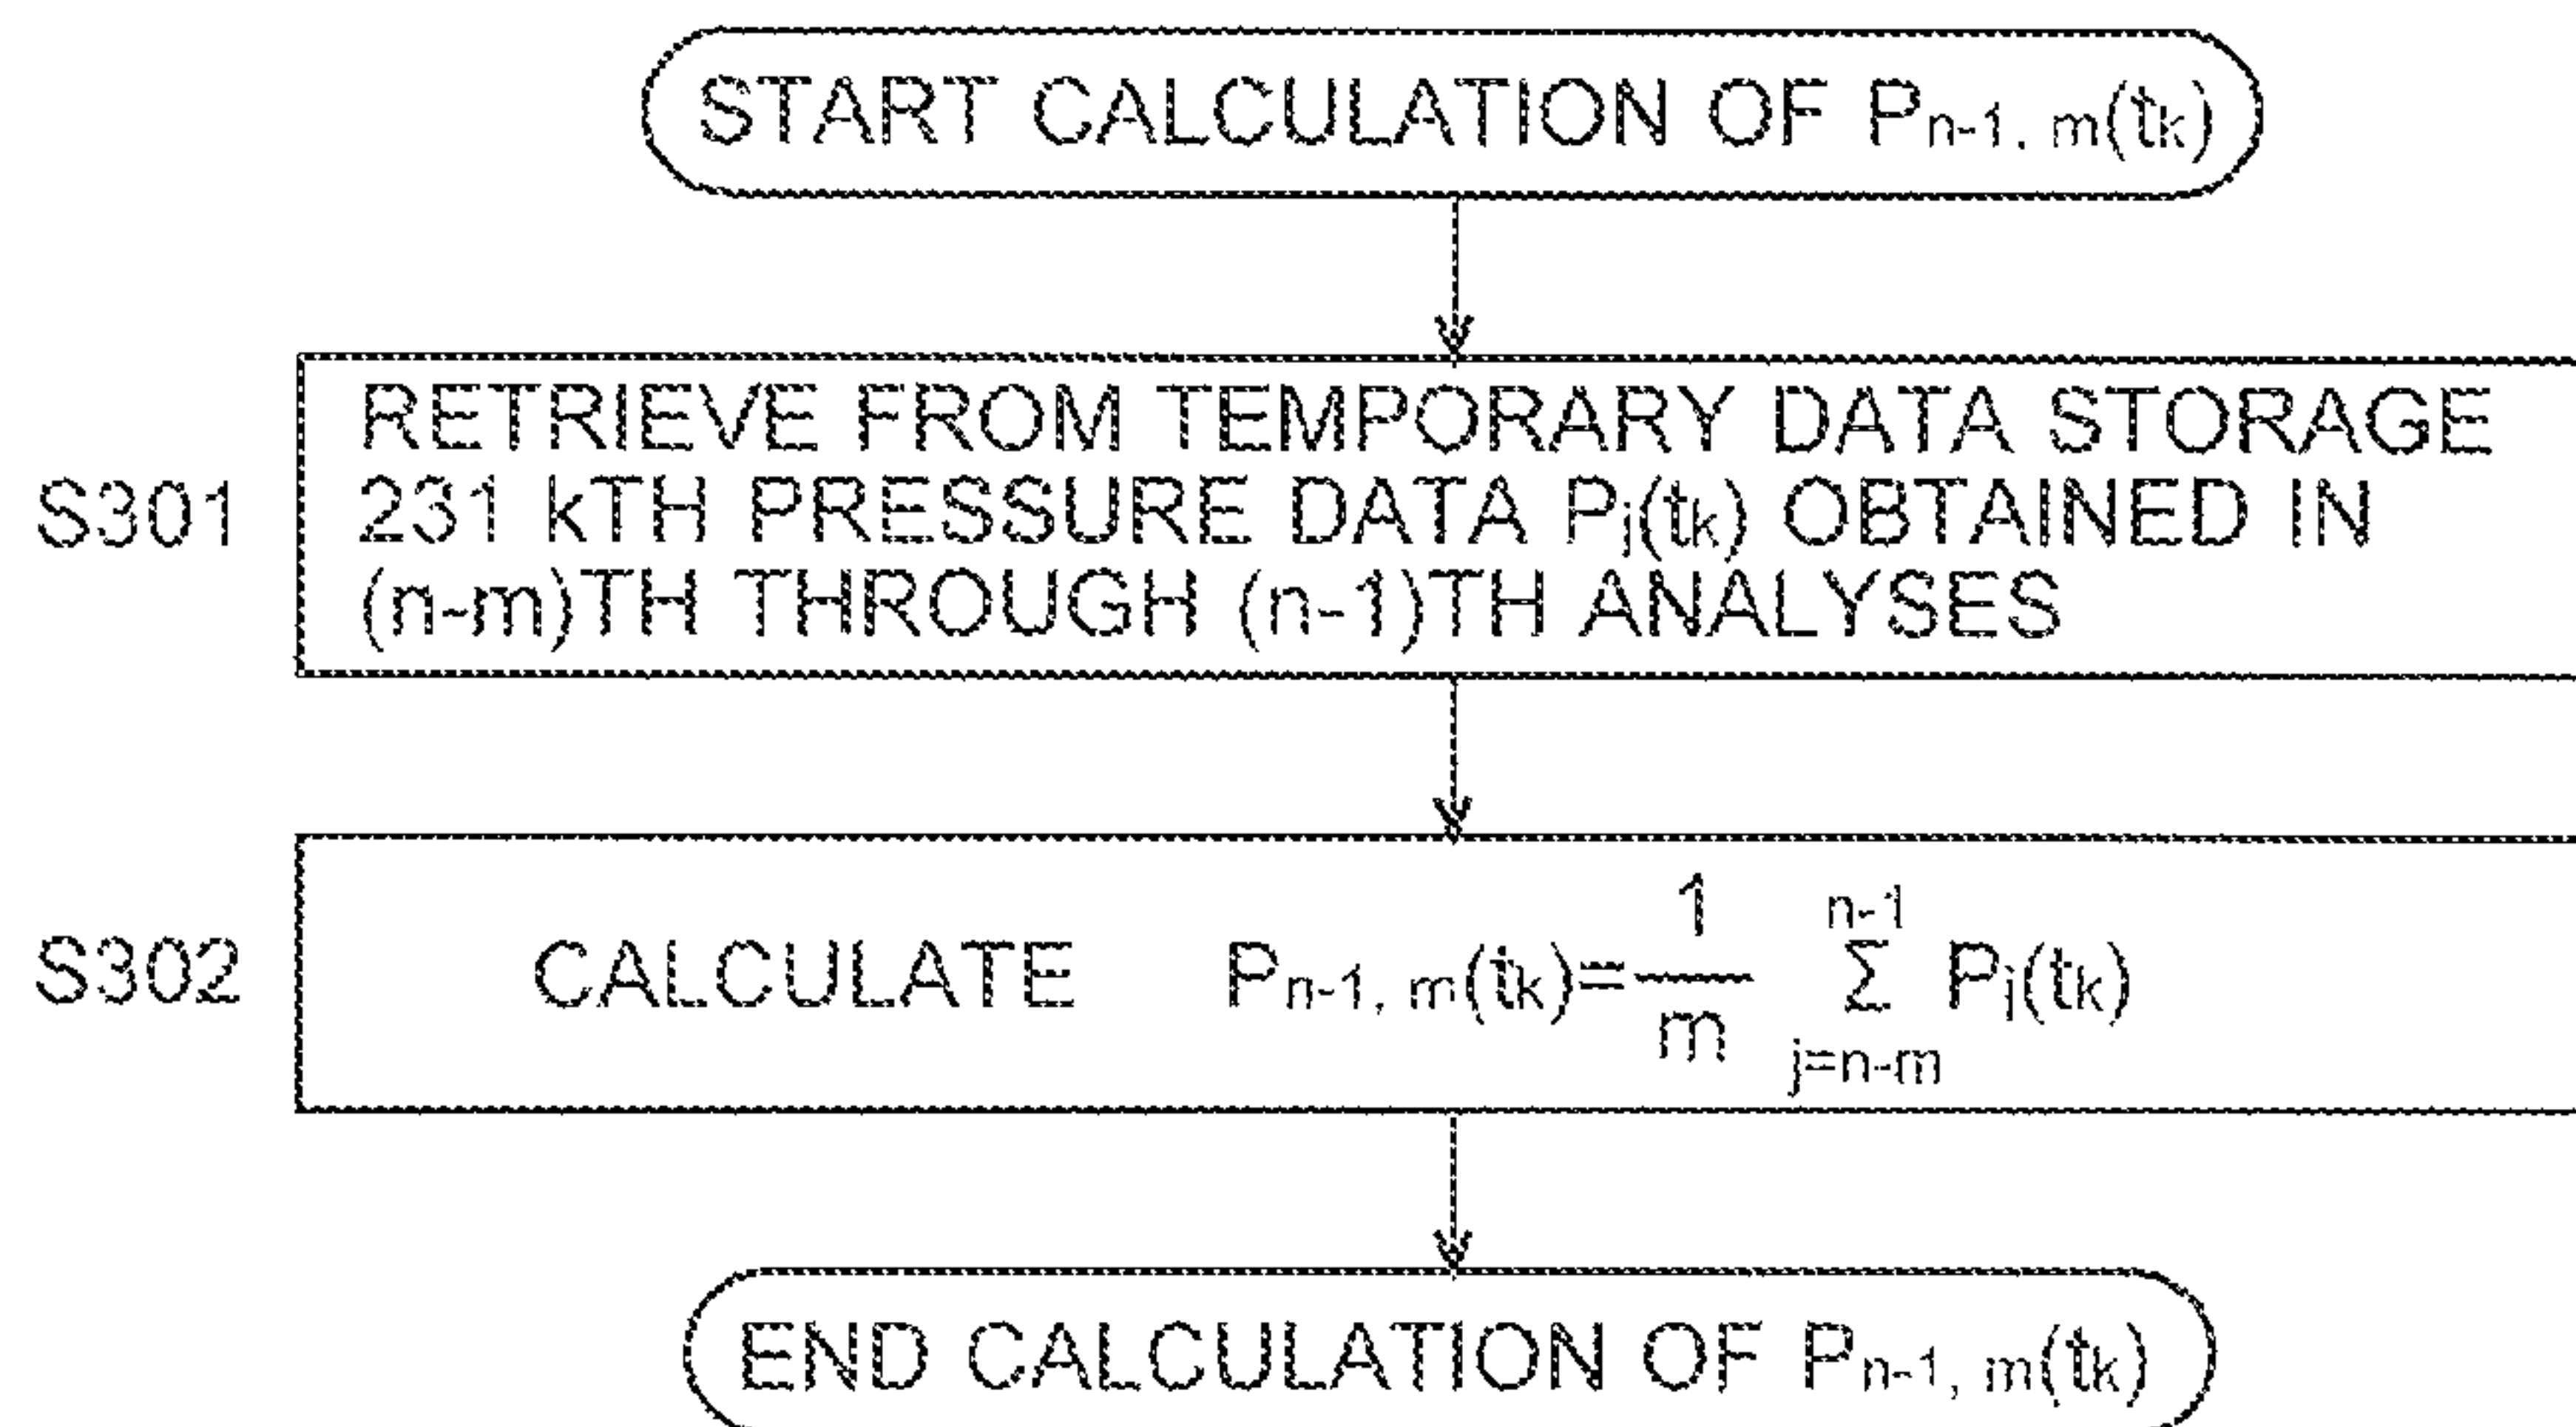 START CALCULATION OF Pn-1, m(tk)
RETRIEVE FROM TEMPORARY DATA STORAGE
S301 231 kTH PRESSURE DATA Pj(tk) OBTAINED IN
(n-m)TH THROUGH (n-1)TH ANALYSES
S302 CALCULATE Pn-1, m(tk)=1/m n-1 Σ j=n-m Pj(tk)
END CALCULATION OF Pn-1, m(tk)